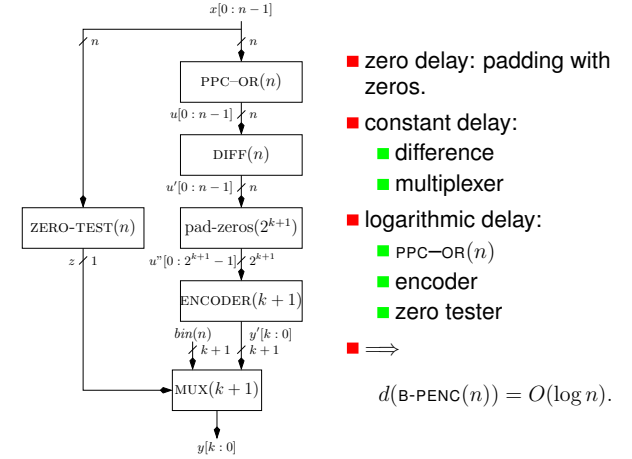 x[0 : n − 1]
n
n
PPC–OR(n)
u[0 : n − 1]
n
DIFF(n)
u'[0 : n − 1]
n
ZERO-TEST(n)
pad-zeros(2^{k+1})
z
1
u"[0 : 2^{k+1} − 1]
2^{k+1}
ENCODER(k + 1)
bin(n)
y'[k : 0]
k + 1
k + 1
MUX(k + 1)
y[k : 0]
zero delay: padding with
zeros.
constant delay:
difference
multiplexer
logarithmic delay:
PPC–OR(n)
encoder
zero tester
⟹
d(B-PENC(n)) = O(log n).